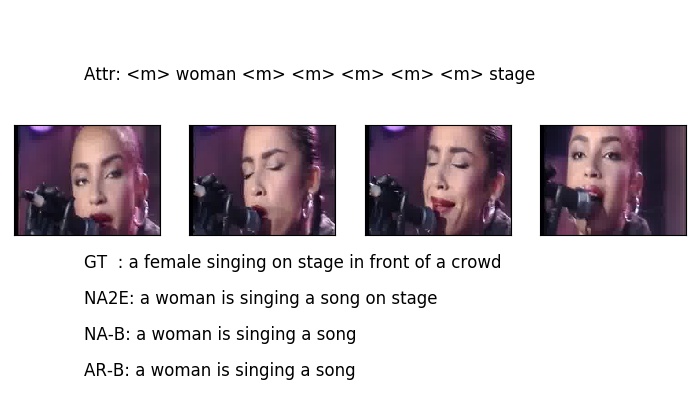 Attr: <m> woman <m> <m> <m> <m> <m> stage
GT  : a female singing on stage in front of a crowd
NA2E: a woman is singing a song on stage
NA-B: a woman is singing a song
AR-B: a woman is singing a song